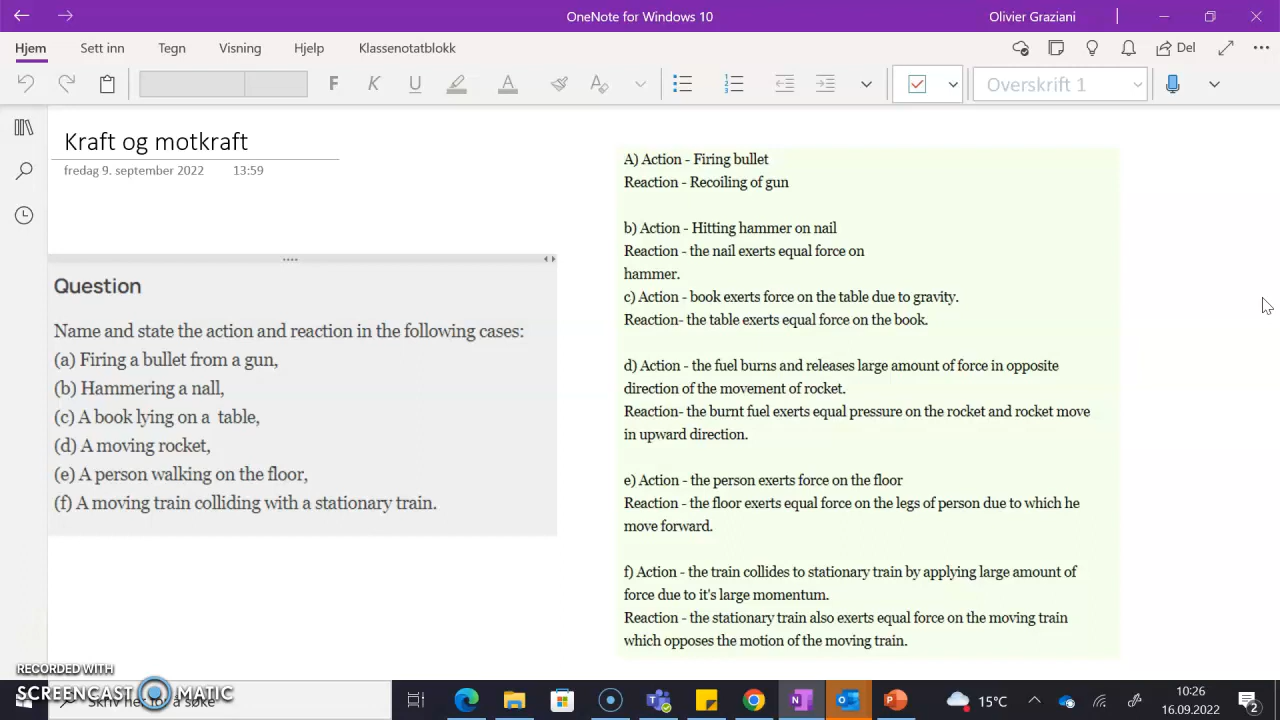 OneNote for Windows 10
Olivier Graziani
Hjem
Sett inn
Tegn
Visning
Hjelp
Klassenotatblokk
Del
F
K
U
A
Overskrift 1
Kraft og motkraft
fredag 9. september 2022 13:59
Question
Name and state the action and reaction in the following cases:
(a) Firing a bullet from a gun,
(b) Hammering a nall,
(c) A book lying on a table,
(d) A moving rocket,
(e) A person walking on the floor,
(f) A moving train colliding with a stationary train.
A) Action - Firing bullet
Reaction - Recoiling of gun
b) Action - Hitting hammer on nail
Reaction - the nail exerts equal force on
hammer.
c) Action - book exerts force on the table due to gravity.
Reaction- the table exerts equal force on the book.
d) Action - the fuel burns and releases large amount of force in opposite
direction of the movement of rocket.
Reaction- the burnt fuel exerts equal pressure on the rocket and rocket move
in upward direction.
e) Action - the person exerts force on the floor
Reaction - the floor exerts equal force on the legs of person due to which he
move forward.
f) Action - the train collides to stationary train by applying large amount of
force due to it's large momentum.
Reaction - the stationary train also exerts equal force on the moving train
which opposes the motion of the moving train.
RECORDED WITH
SCREENCAST MATIC
15°C
10:26
16.09.2022
2